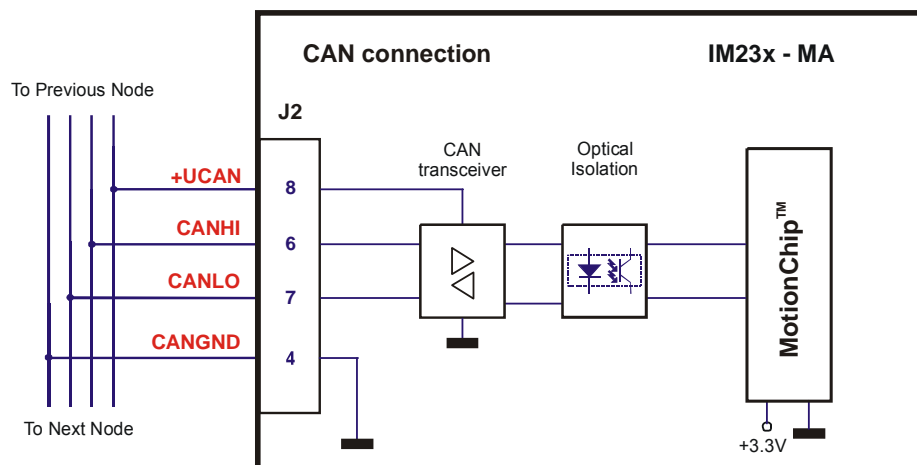 CAN connection
IM23x - MA
To Previous Node
J2
CAN
transceiver
Optical
Isolation
+UCAN
8
CANHI
6
CANLO
7
CANGND
4
MotionChip™
To Next Node
+3.3V